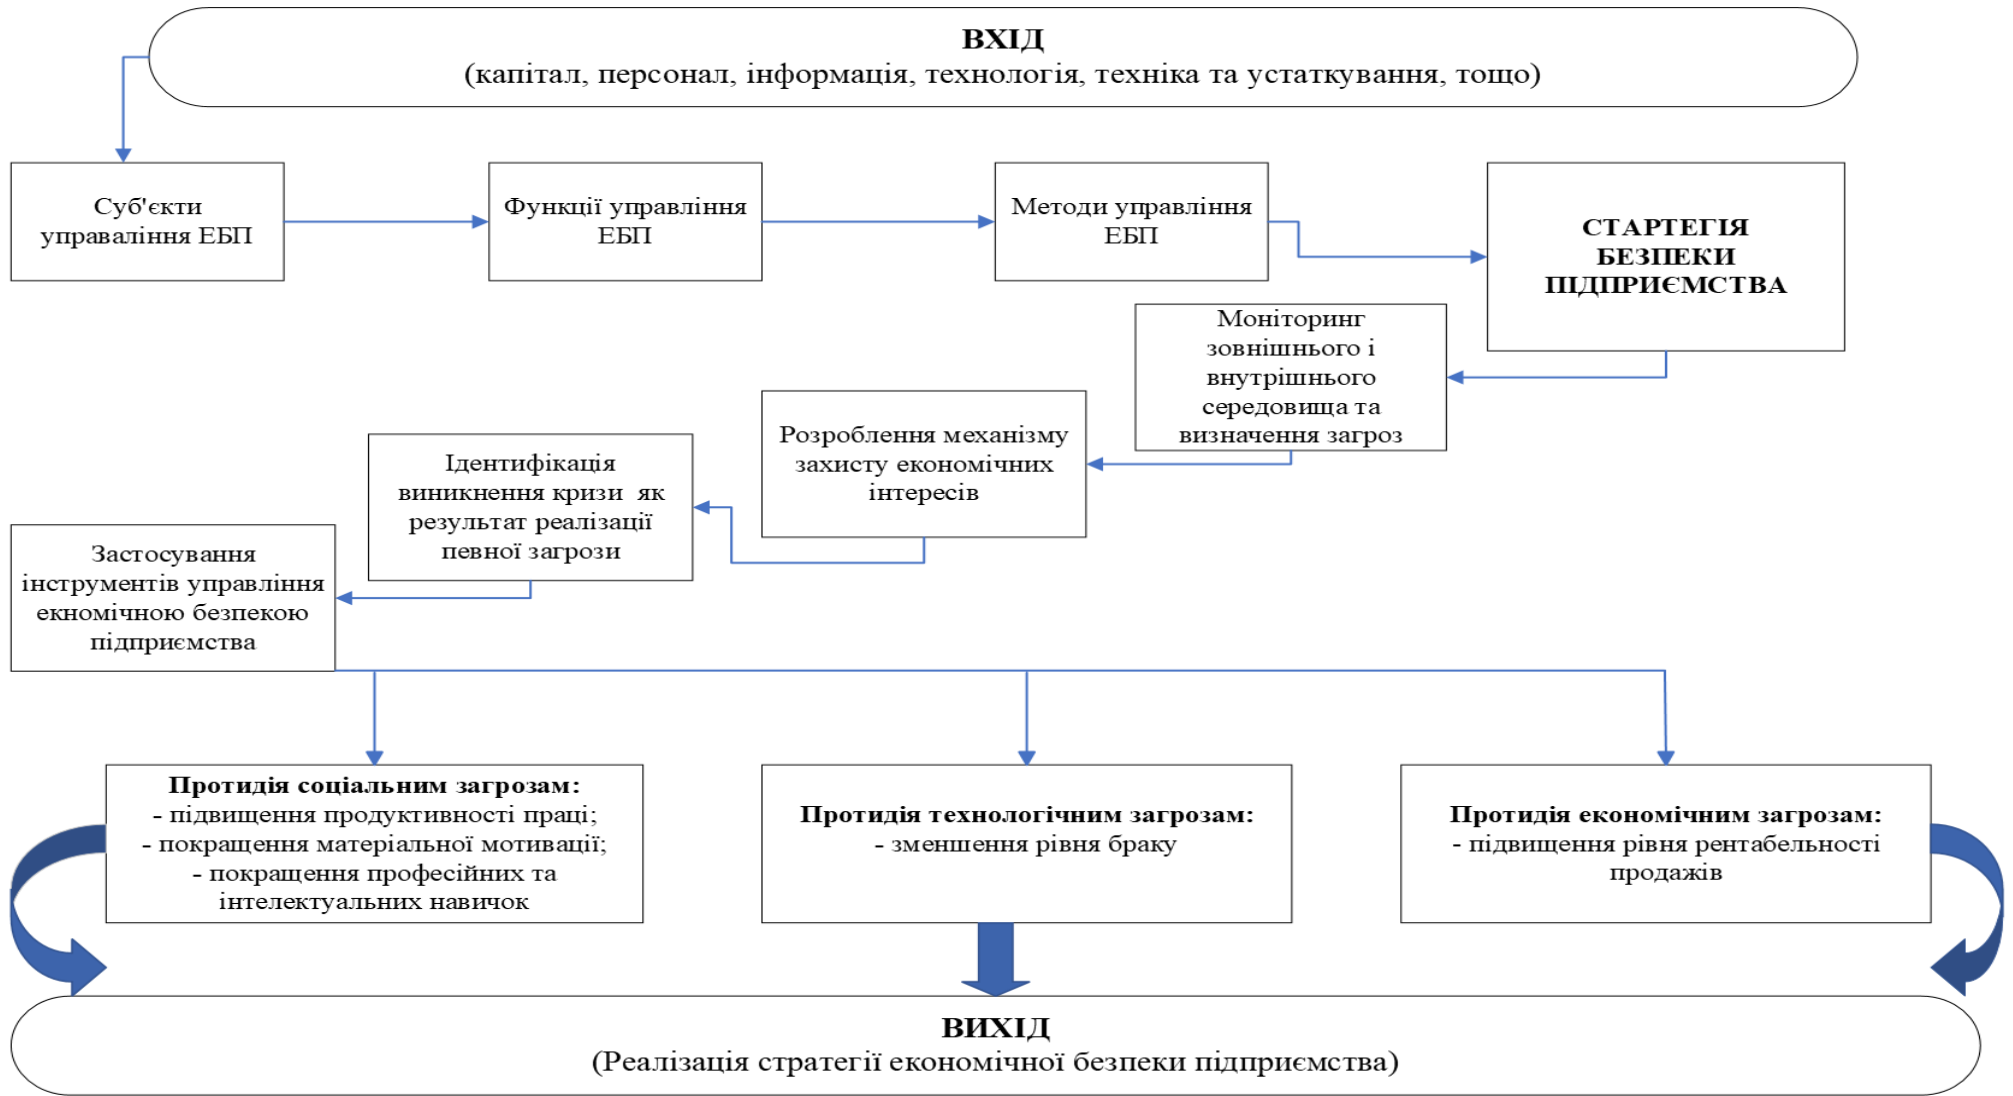 ВХІД
(капітал, персонал, інформація, технологія, техніка та устаткування, тощо)
Суб'єкти
управаління ЕБП
Функції управління
ЕБП
Методи управління
ЕБП
СТАРТЕГІЯ
БЕЗПЕКИ
ПІДПРИЄМСТВА
Моніторинг
зовнішнього і
внутрішнього
середовища та
визначення загроз
Розроблення механізму
захисту економічних
інтересів
Ідентифікація
виникнення кризи як
результат реалізації
певної загрози
Застосування
інструментів управління
екномічною безпекою
підприємства
Протидія соціальним загрозам:
- підвищення продуктивності праці;
- покращення матеріальної мотивації;
- покращення професійних та
інтелектуальних навичок
Протидія технологічним загрозам:
- зменшення рівня браку
Протидія економічним загрозам:
- підвищення рівня рентабельності
продажів
ВИХІД
(Реалізація стратегії економічної безпеки підприємства)